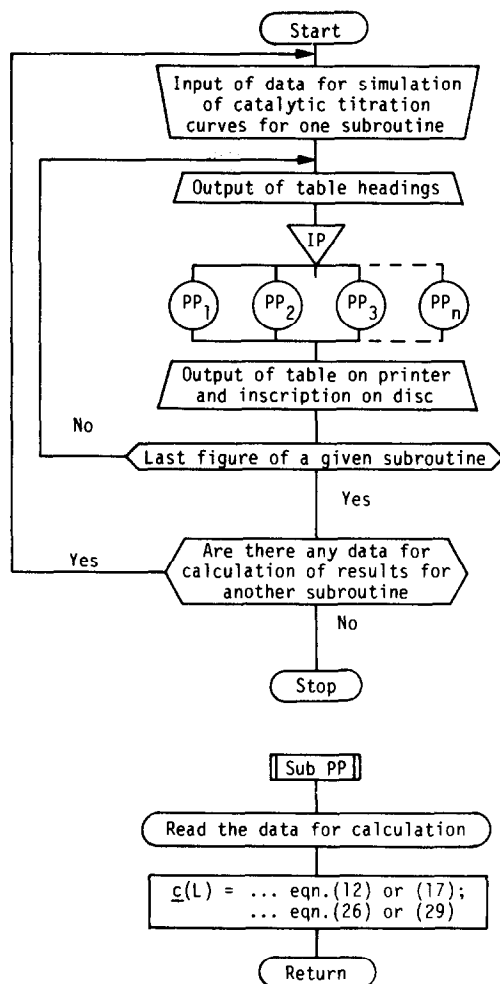 Start
Input of data for simulation
of catalytic titration
curves for one subroutine
Output of table headings
IP
PP1 PP2 PP3 PPn
Output of table on printer
and inscription on disc
No
Last figure of a given subroutine
Yes
Are there any data for
calculation of results for
another subroutine
Yes
No
Stop
Sub PP
Read the data for calculation
c(L) = ... eqn.(12) or (17);
... eqn.(26) or (29)
Return